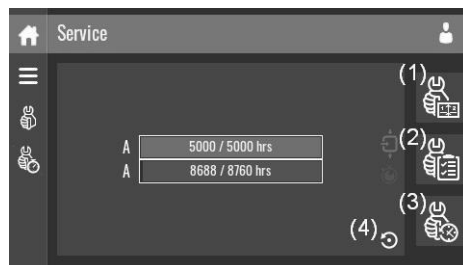 Service
(1)
(2)
A 5000 / 5000 hrs
A 8688 / 8760 hrs
(3)
(4)